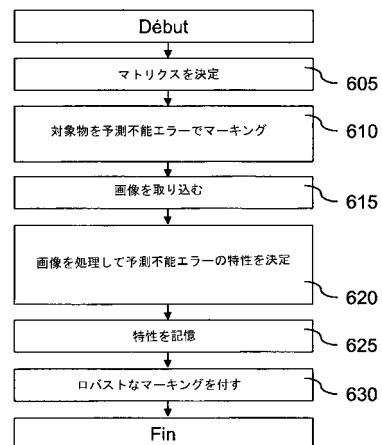 Début
マトリクスを決定
605
対象物を予測不能エラーでマーキング
610
画像を取り込む
615
画像を処理して予測不能エラーの特性を決定
620
特性を記憶
625
ロバストなマーキングを付す
630
Fin